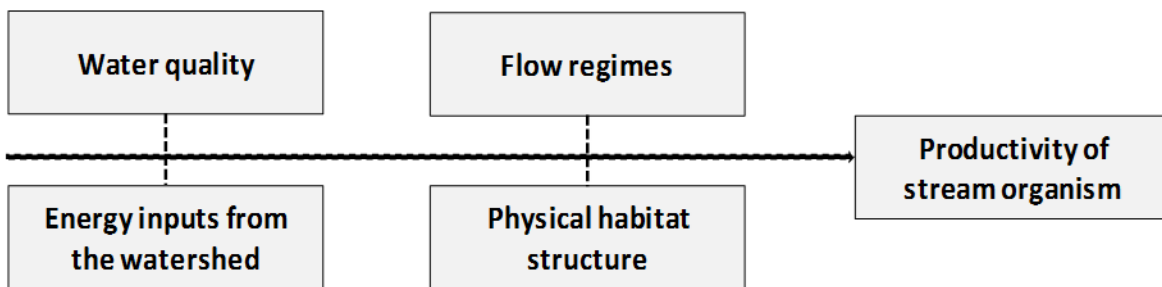 Water quality
Flow regimes
Productivity of
stream organism
Energy inputs from
the watershed
Physical habitat
structure